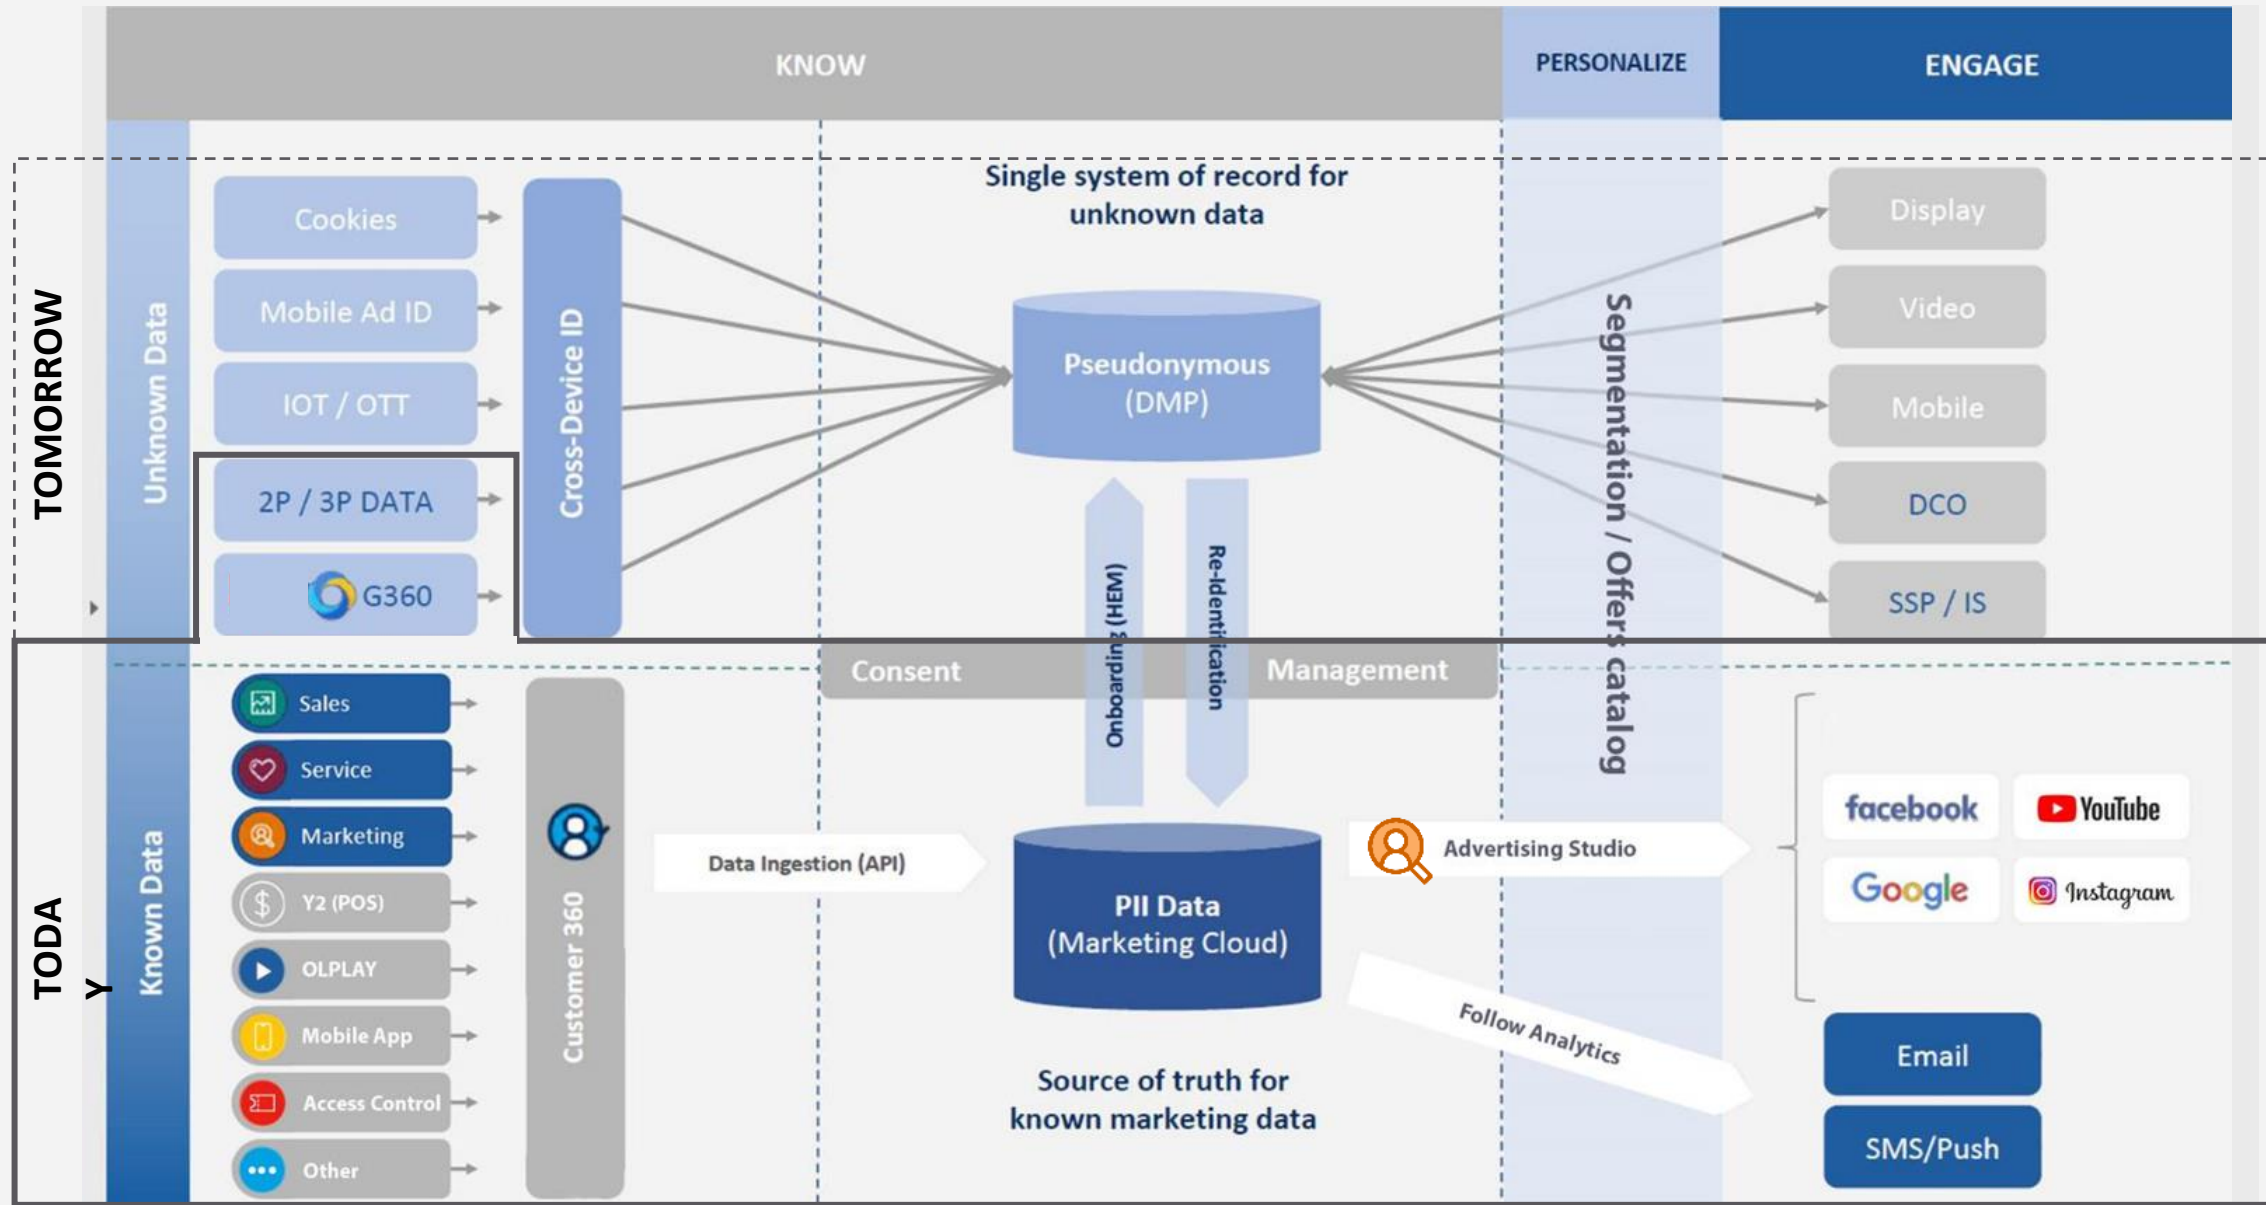 KNOW
PERSONALIZE
ENGAGE
TOMORROW
Unknown Data
Cookies
Mobile Ad ID
IOT / OTT
2P / 3P DATA
G360
Cross-Device ID
Single system of record for
unknown data
Pseudonymous
(DMP)
Onboarding (HEM)
Re-Identification
Segmentation / Offers catalog
Display
Video
Mobile
DCO
SSP / IS
Consent
Management
TODA
Y
Known Data
Sales
Service
Marketing
Y2 (POS)
OLPLAY
Mobile App
Access Control
Other
Customer 360
Data Ingestion (API)
PII Data
(Marketing Cloud)
Source of truth for
known marketing data
Advertising Studio
Follow Analytics
facebook
YouTube
Google
Instagram
Email
SMS/Push